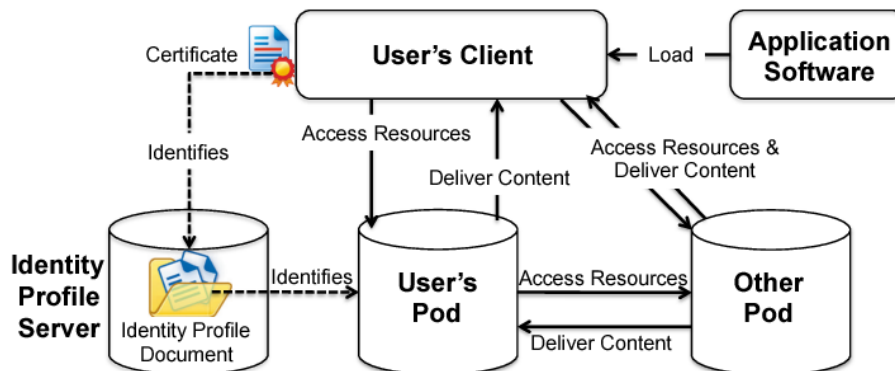 Certificate
User's Client
Load
Application
Software
Identifies
Access Resources
Deliver Content
Access Resources &
Deliver Content
Identity
Profile
Server
Identity Profile
Document
Identifies
User's
Pod
Access Resources
Deliver Content
Other
Pod